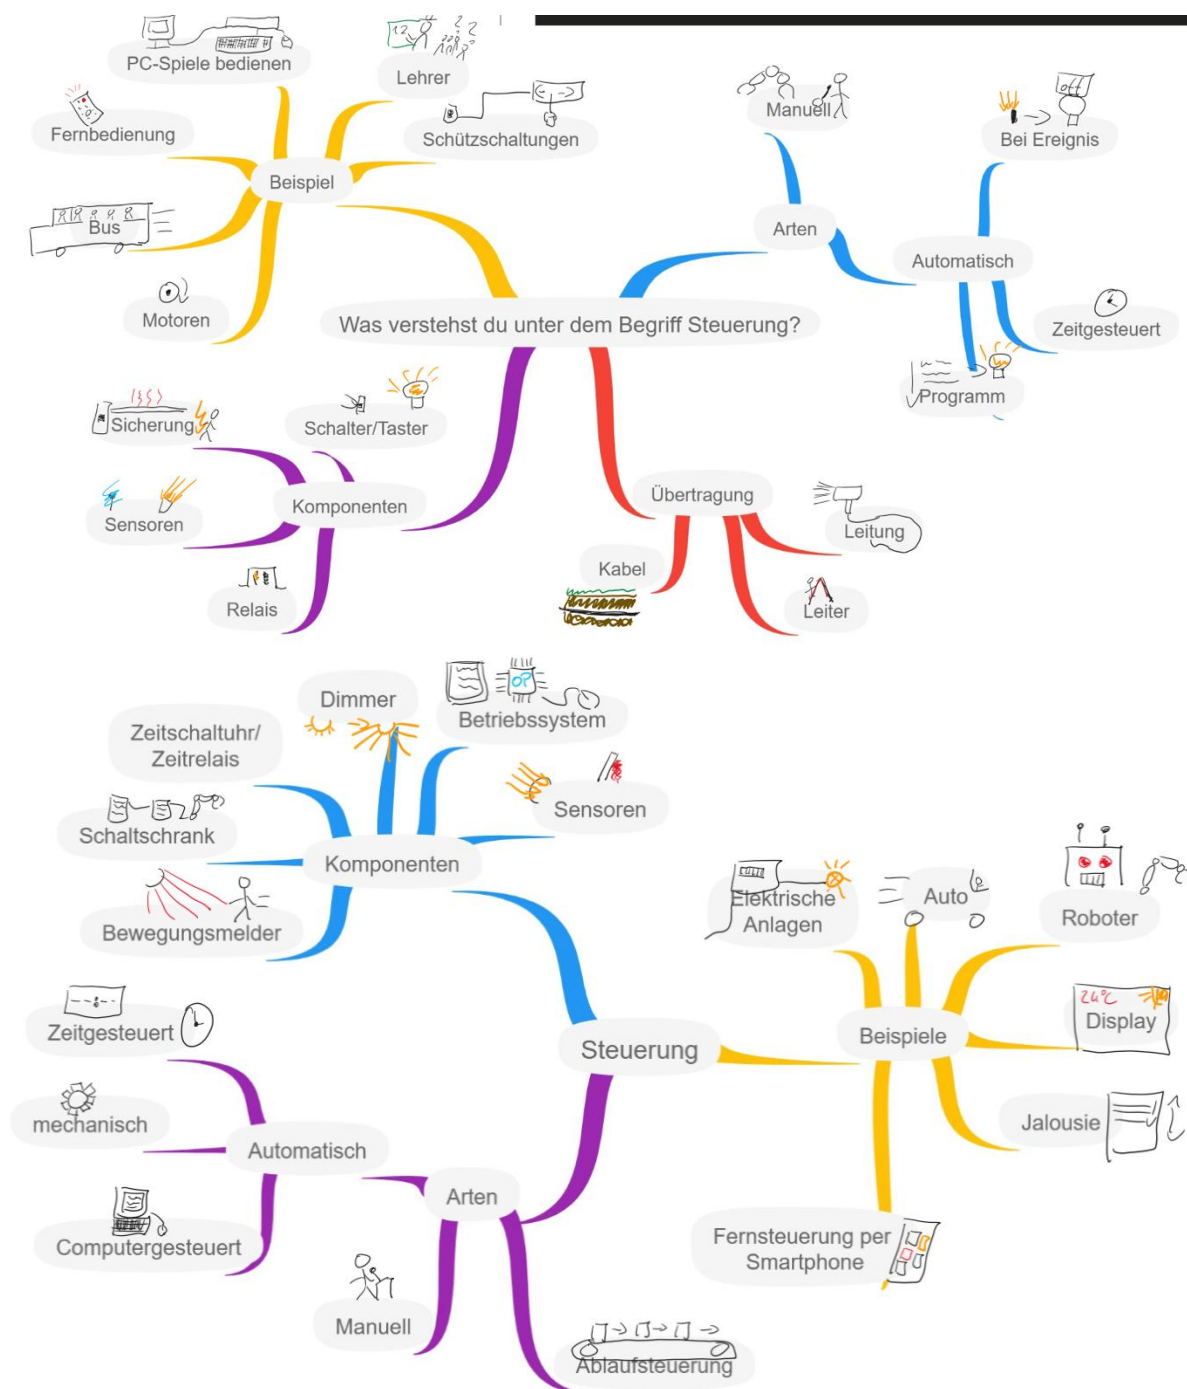 PC-Spiele bedienen
Lehrer
Fernbedienung
Schützschaltungen
Beispiel
Bus
Motoren
Manuell
off
Bei Ereignis
Arten
Automatisch
Zeitgesteuert
Programm
Was verstehst du unter dem Begriff Steuerung?
Sicherung
Schalter/Taster
Sensoren
Komponenten
Relais
Übertragung
Leitung
Kabel
Leiter
Dimmer
Betriebssystem
Zeitschaltuhr/
Zeitrelais
Sensoren
Schaltschrank
Komponenten
Bewegungsmelder
Elektrische
Anlagen
Auto
Roboter
24°C
Display
Beispiele
Steuerung
Jalousie
Fernsteuerung per
Smartphone
Zeitgesteuert
mechanisch
Automatisch
Arten
Computergesteuert
Manuell
Ablaufsteuerung